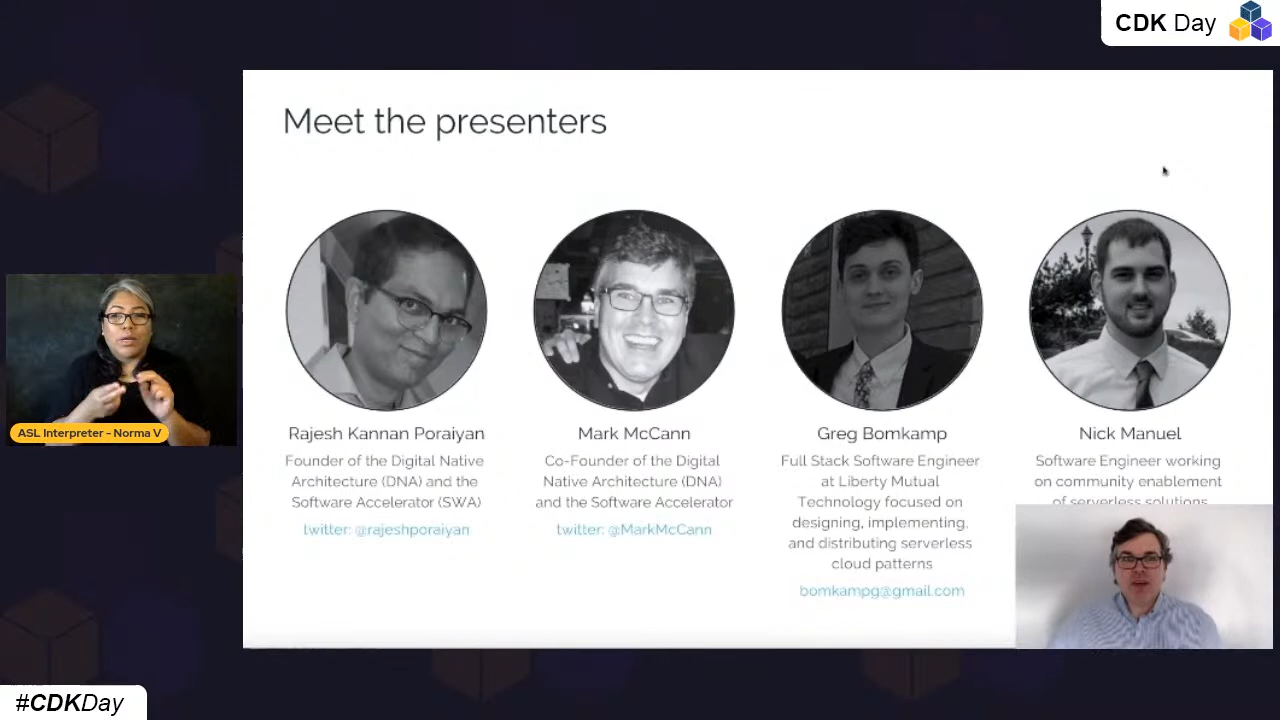 CDK Day
Meet the presenters
ASL Interpreter - Norma V
Rajesh Kannan Poraiyan
Founder of the Digital Native
Architecture (DNA) and the
Software Accelerator (SWA)
twitter: @rajeshporaiyan
Mark McCann
Co-Founder of the Digital
Native Architecture (DNA)
and the Software Accelerator
twitter: @MarkMcCann
Greg Bomkamp
Full Stack Software Engineer
at Liberty Mutual
Technology focused on
designing, implementing,
and distributing serverless
cloud patterns
bomkampg@gmail.com
Nick Manuel
Software Engineer working
on community enablement
of serverless solutions
#CDKDay